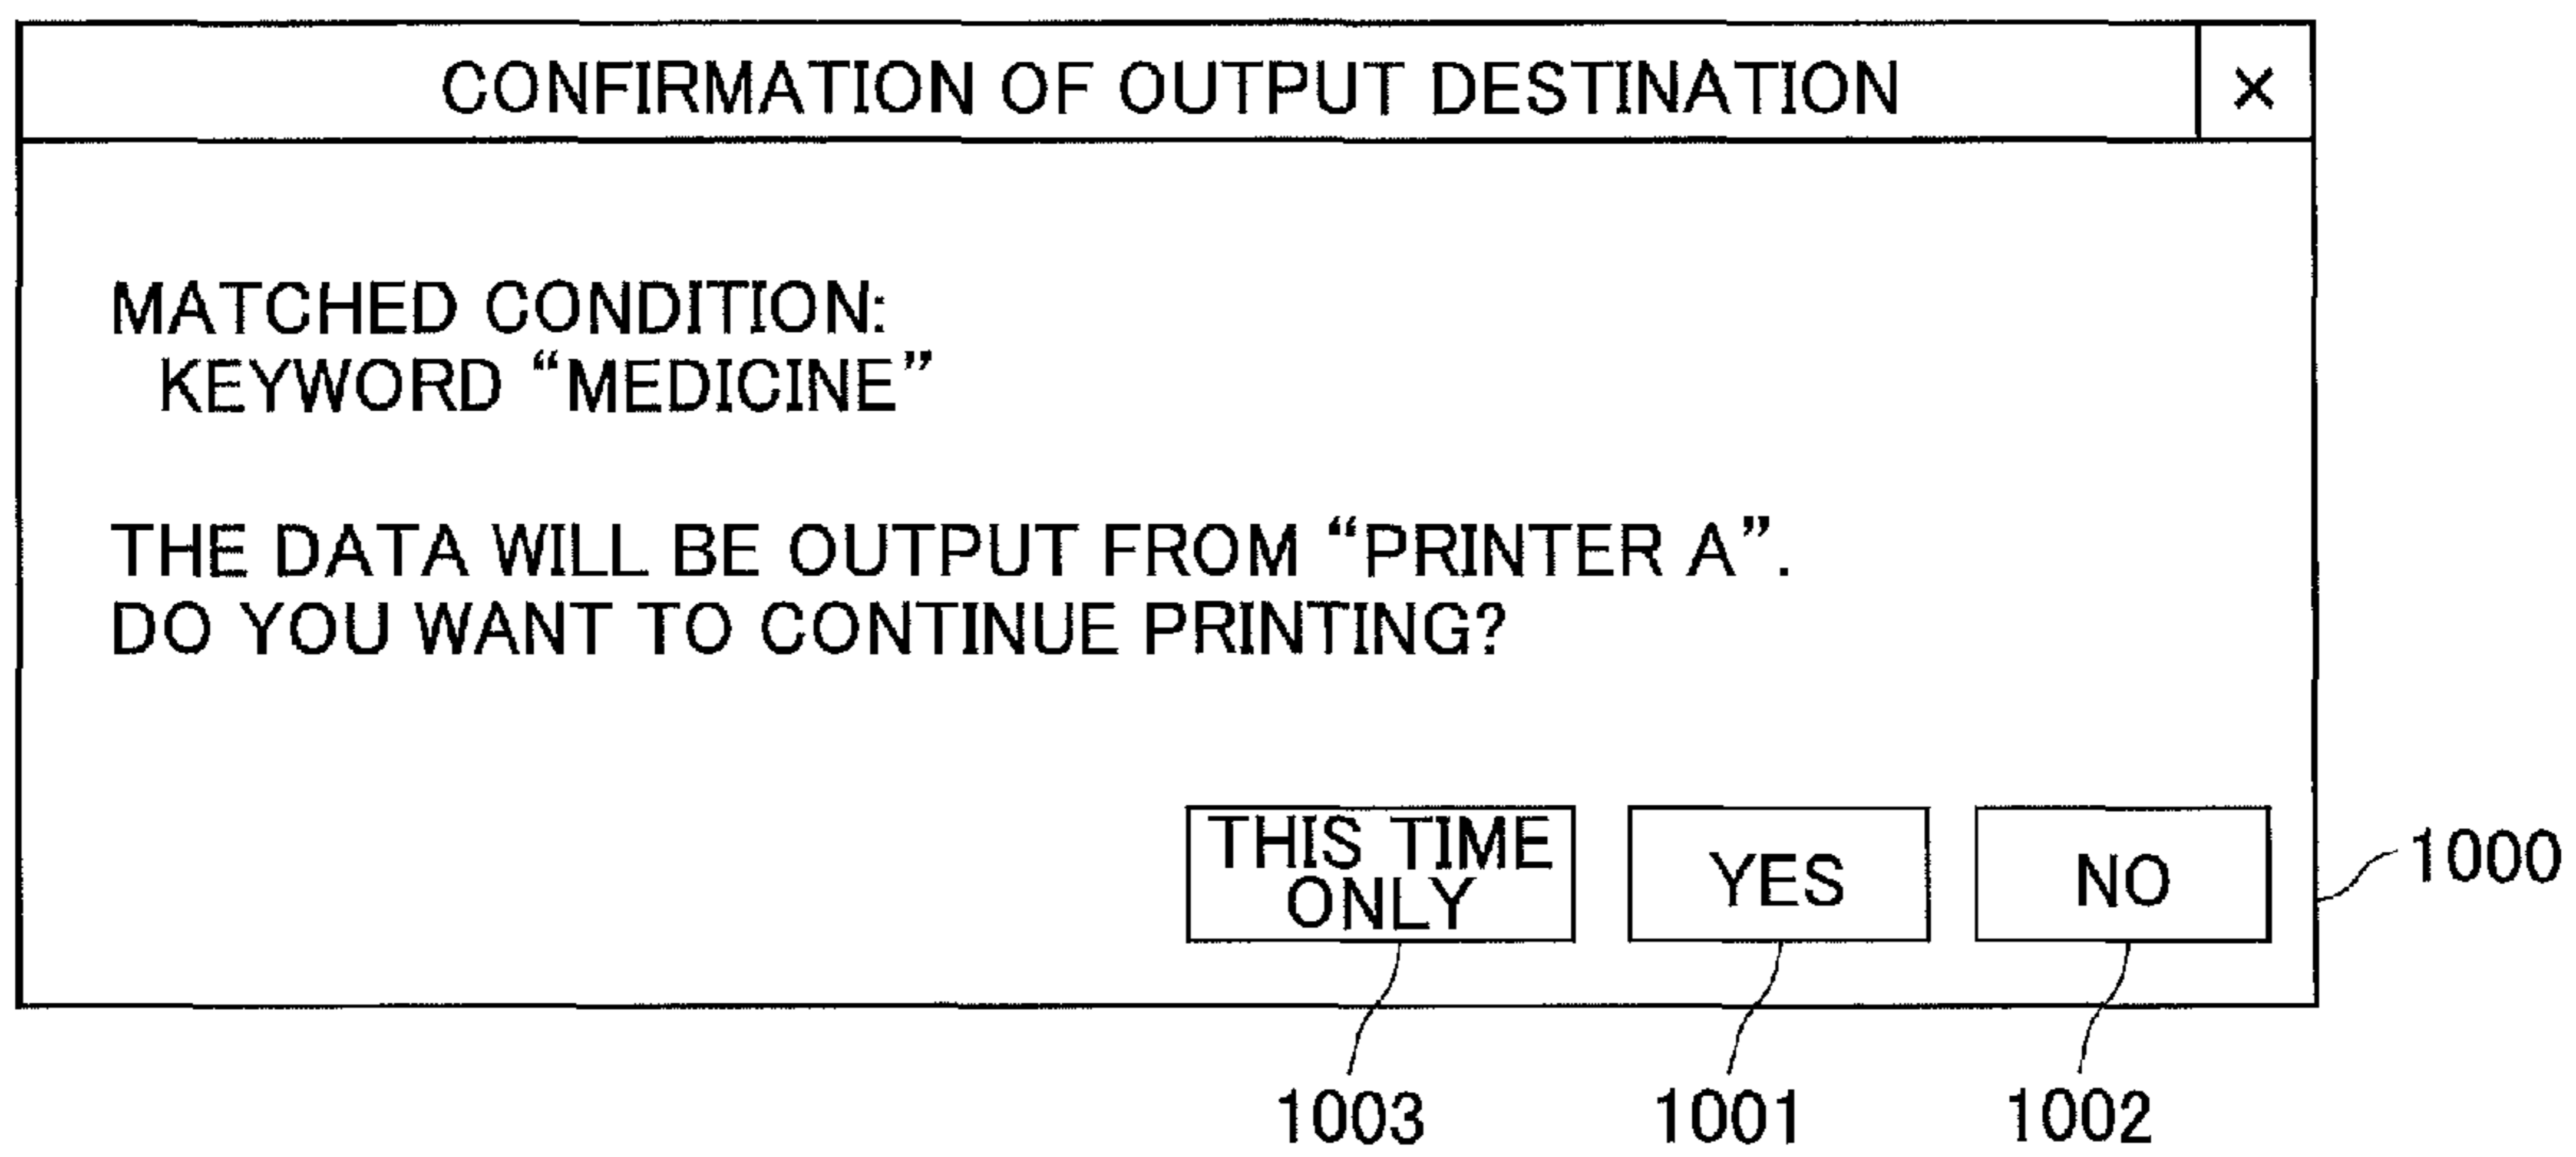 CONFIRMATION OF OUTPUT DESTINATION ×
MATCHED CONDITION:
KEYWORD “MEDICINE”
THE DATA WILL BE OUTPUT FROM “PRINTER A”.
DO YOU WANT TO CONTINUE PRINTING?
THIS TIME
ONLY
YES
NO
1000
1003
1001
1002